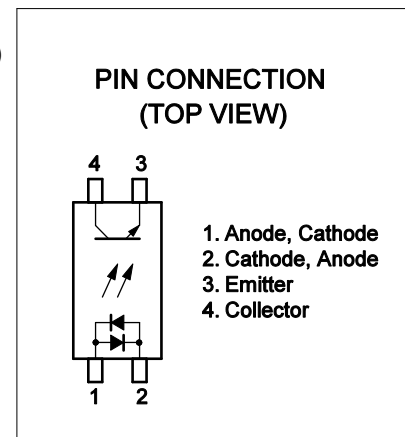 PIN CONNECTION
(TOP VIEW)
4 3
1. Anode, Cathode
2. Cathode, Anode
3. Emitter
4. Collector
1 2